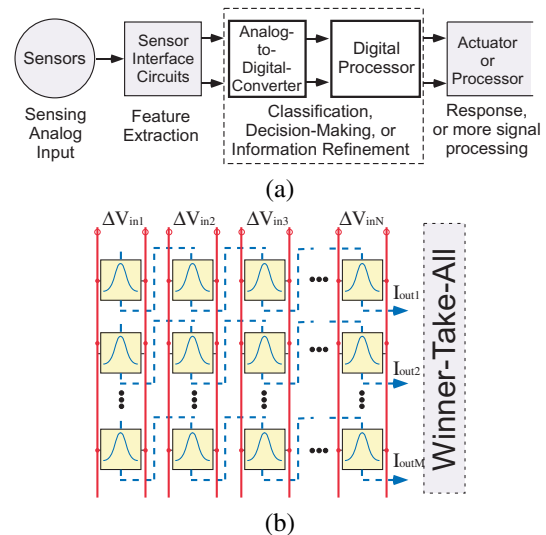 Sensors
Sensor
Interface
Circuits
Analog-
to-
Digital-
Converter
Digital
Processor
Actuator
or
Processor
Sensing
Analog
Input
Feature
Extraction
Classification,
Decision-Making, or
Information Refinement
Response,
or more signal
processing
(a)
ΔVin1 ΔVin2 ΔVin3 ΔVinN
Iout1
Iout2
IoutM
Winner-Take-All
(b)